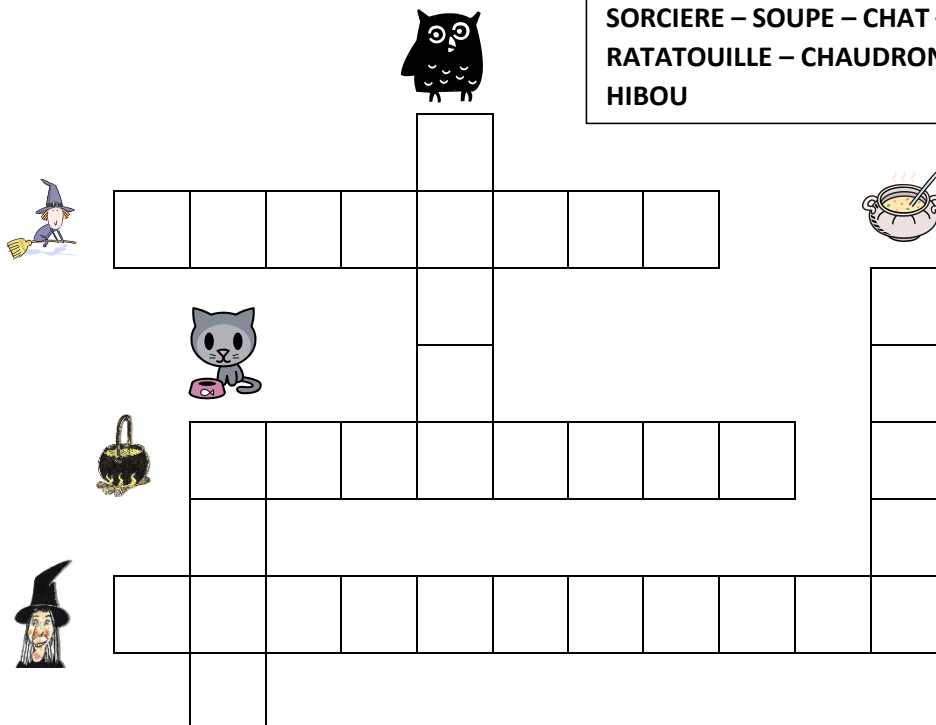 SORCIERE – SOUPE – CHAT –
RATATOUILLE – CHAUDRON
HIBOU